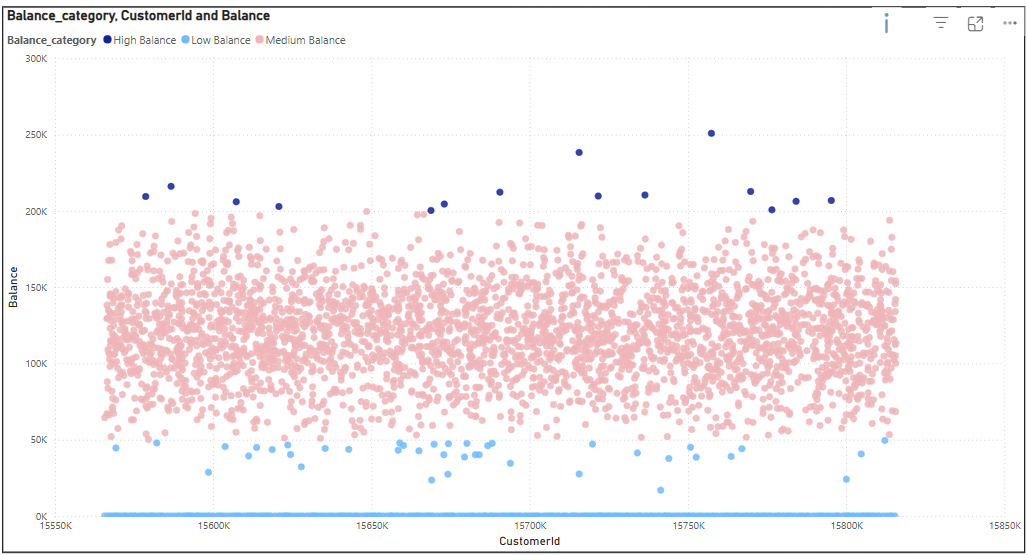 Balance_category, CustomerId and Balance
Balance_category High Balance Low Balance Medium Balance
300K
250K
200K
150K
100K
50K
0K
Balance
15550K 15600K 15650K 15700K 15750K 15800K 15850K
CustomerId